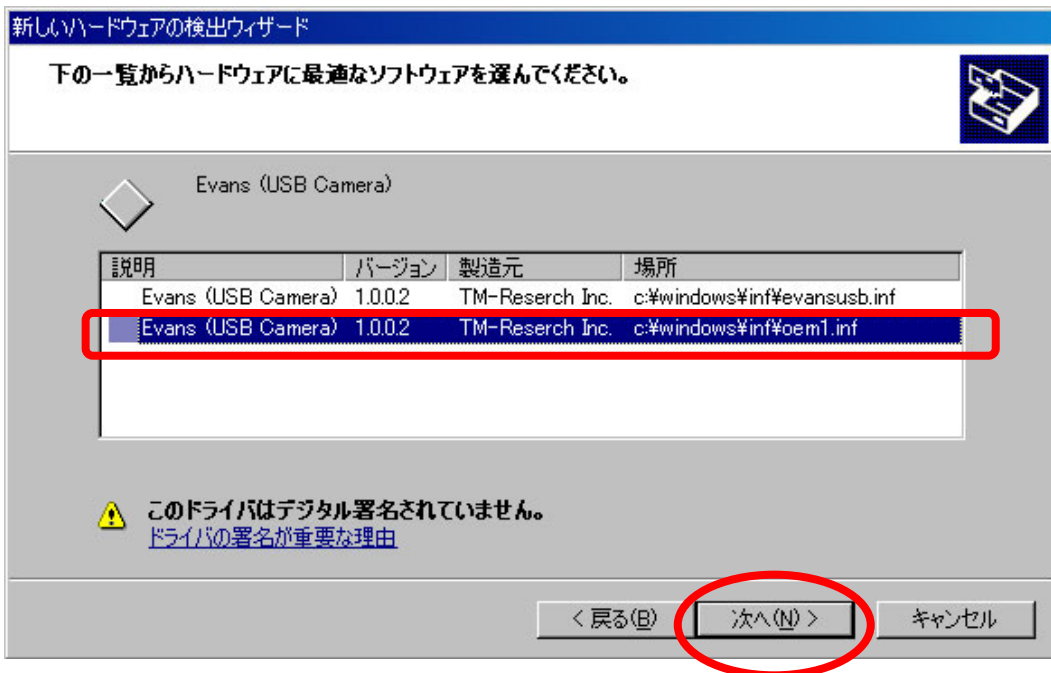 新しいハードウェアの検出ウィザード
下の一覧からハードウェアに最適なソフトウェアを選んでください。
Evans (USB Camera)
説明 バージョン 製造元 場所
Evans (USB Camera) 1.0.0.2 TM-Reserch Inc. c:¥windows¥inf¥evansusb.inf
Evans (USB Camera) 1.0.0.2 TM-Reserch Inc. c:¥windows¥inf¥oem1.inf
このドライバはデジタル署名されていません。
ドライバの署名が重要な理由
< 戻る(B) 次へ(N) > キャンセル